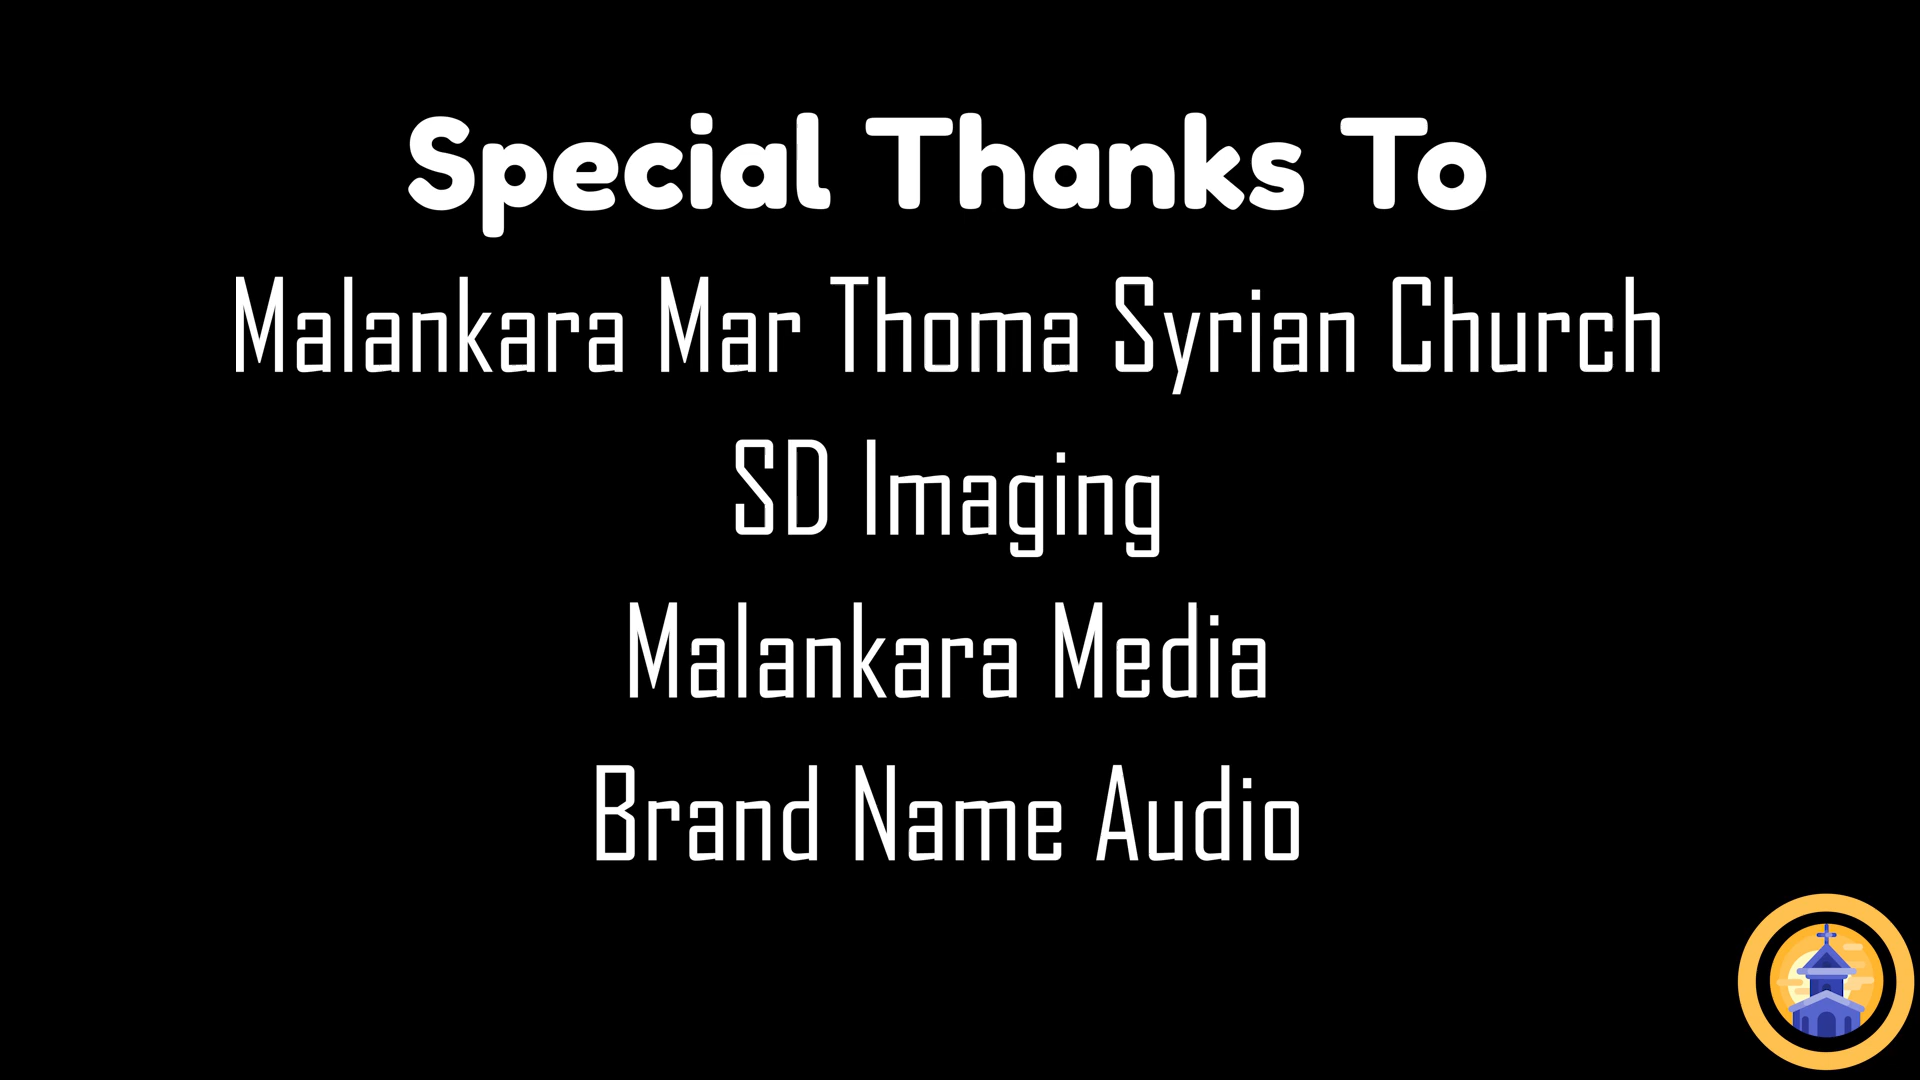 Special Thanks To
Malankara Mar Thoma Syrian Church
SD Imaging
Malankara Media
Brand Name Audio